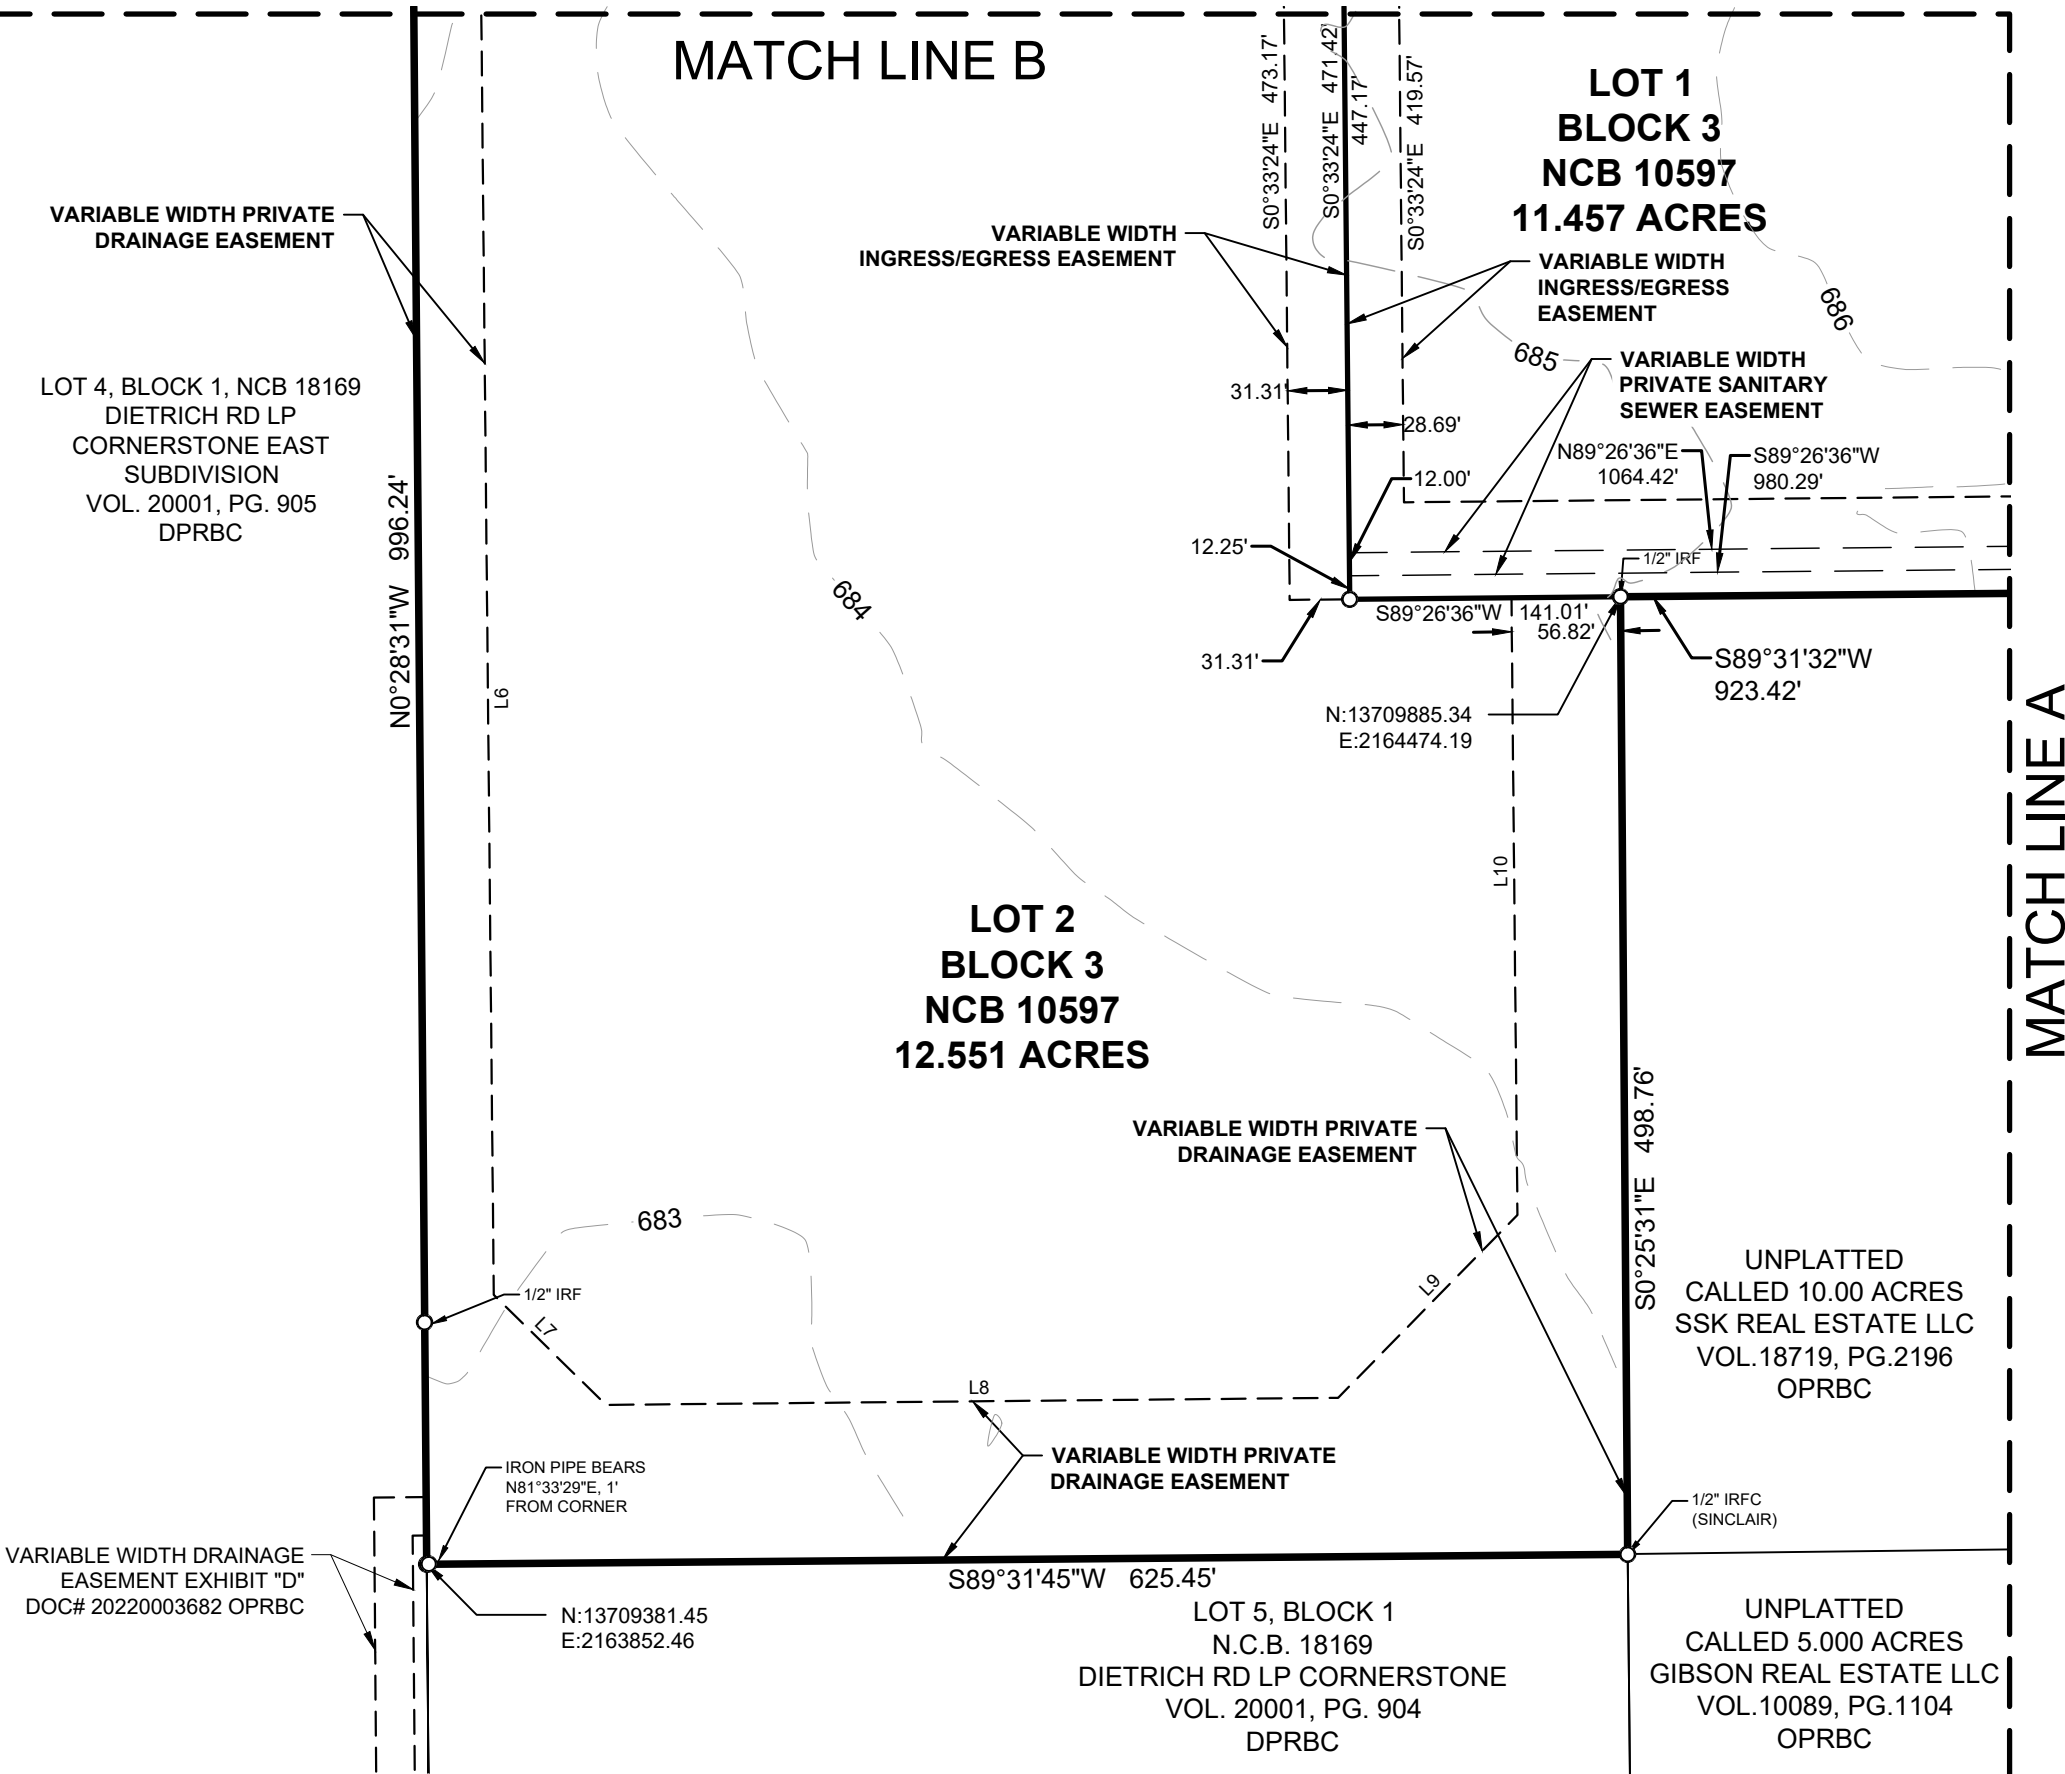 MATCH LINE B
S0°33'24"E 473.17'
S0°33'24"E 471.42'
447.17'
S0°33'24"E 419.57'
LOT 1
BLOCK 3
NCB 10597
11.457 ACRES
VARIABLE WIDTH PRIVATE
DRAINAGE EASEMENT
VARIABLE WIDTH
INGRESS/EGRESS EASEMENT
VARIABLE WIDTH
INGRESS/EGRESS
EASEMENT
686
685
VARIABLE WIDTH
PRIVATE SANITARY
SEWER EASEMENT
LOT 4, BLOCK 1, NCB 18169
DIETRICH RD LP
CORNERSTONE EAST
SUBDIVISION
VOL. 20001, PG. 905
DPRBC
31.31'
28.69'
N89°26'36"E
1064.42'
S89°26'36"W
980.29'
12.00'
12.25'
1/2" IRF
N0°28'31"W 996.24'
684
S89°26'36"W 141.01'
56.82'
31.31'
S89°31'32"W
923.42'
L6
N:13709885.34
E:2164474.19
MATCH LINE A
L10
LOT 2
BLOCK 3
NCB 10597
12.551 ACRES
S0°25'31"E 498.76'
VARIABLE WIDTH PRIVATE
DRAINAGE EASEMENT
683
UNPLATTED
CALLED 10.00 ACRES
SSK REAL ESTATE LLC
VOL.18719, PG.2196
OPRBC
1/2" IRF
L7
L9
L8
IRON PIPE BEARS
N81°33'29"E, 1'
FROM CORNER
VARIABLE WIDTH PRIVATE
DRAINAGE EASEMENT
1/2" IRFC
(SINCLAIR)
VARIABLE WIDTH DRAINAGE
EASEMENT EXHIBIT "D"
DOC# 20220003682 OPRBC
S89°31'45"W 625.45'
N:13709381.45
E:2163852.46
LOT 5, BLOCK 1
N.C.B. 18169
DIETRICH RD LP CORNERSTONE
VOL. 20001, PG. 904
DPRBC
UNPLATTED
CALLED 5.000 ACRES
GIBSON REAL ESTATE LLC
VOL.10089, PG.1104
OPRBC